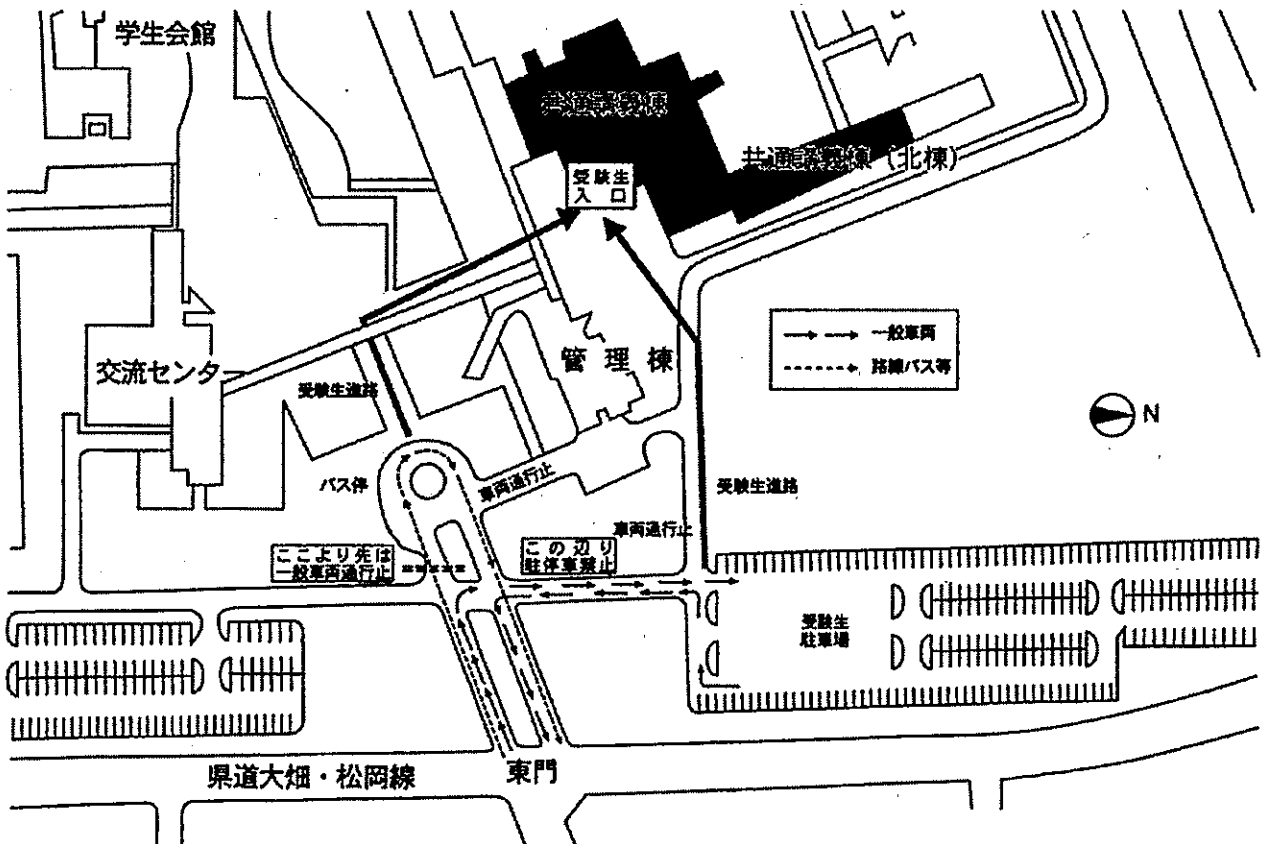 学生会館
共通講義棟
共通講義棟（北棟）
受験生
入口
一般車両
路線バス等
管理棟
交流センター
受験生進路
N
バス停
車両通行止
受験生進路
車両通行止
ここより先は
一般車両通行止
この辺り
駐停車禁止
受験生
駐車場
県道大畑・松岡線
東門